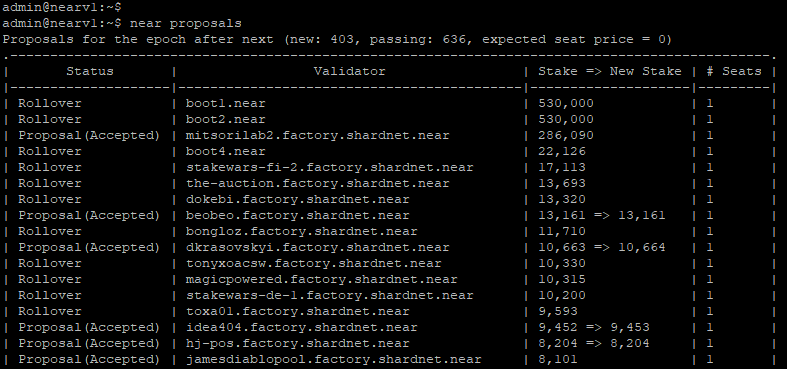 admin@nearv1:~$
admin@nearv1:~$ near proposals
Proposals for the epoch after next (new: 403, passing: 636, expected seat price = 0)
.-----------------------------------------------------------------------------------------------.
| Status | Validator | Stake => New Stake | # Seats |
|--------------------|-------------------------------------------|--------------------|---------|
| Rollover | boot1.near | 530,000 | 1 |
| Rollover | boot2.near | 530,000 | 1 |
| Proposal(Accepted) | mitsorilab2.factory.shardnet.near | 286,090 | 1 |
| Rollover | boot4.near | 22,126 | 1 |
| Rollover | stakewars-fi-2.factory.shardnet.near | 17,113 | 1 |
| Rollover | the-auction.factory.shardnet.near | 13,693 | 1 |
| Rollover | dokebi.factory.shardnet.near | 13,320 | 1 |
| Proposal(Accepted) | beobeo.factory.shardnet.near | 13,161 => 13,161 | 1 |
| Rollover | bongloz.factory.shardnet.near | 11,710 | 1 |
| Proposal(Accepted) | dkrasovskyi.factory.shardnet.near | 10,663 => 10,664 | 1 |
| Rollover | tonyxoacsw.factory.shardnet.near | 10,330 | 1 |
| Rollover | magicpowered.factory.shardnet.near | 10,315 | 1 |
| Rollover | stakewars-de-1.factory.shardnet.near | 10,200 | 1 |
| Rollover | toxa01.factory.shardnet.near | 9,593 | 1 |
| Proposal(Accepted) | idea404.factory.shardnet.near | 9,452 => 9,453 | 1 |
| Proposal(Accepted) | hj-pos.factory.shardnet.near | 8,204 => 8,204 | 1 |
| Proposal(Accepted) | jamesdiablopool.factory.shardnet.near | 8,101 | 1 |